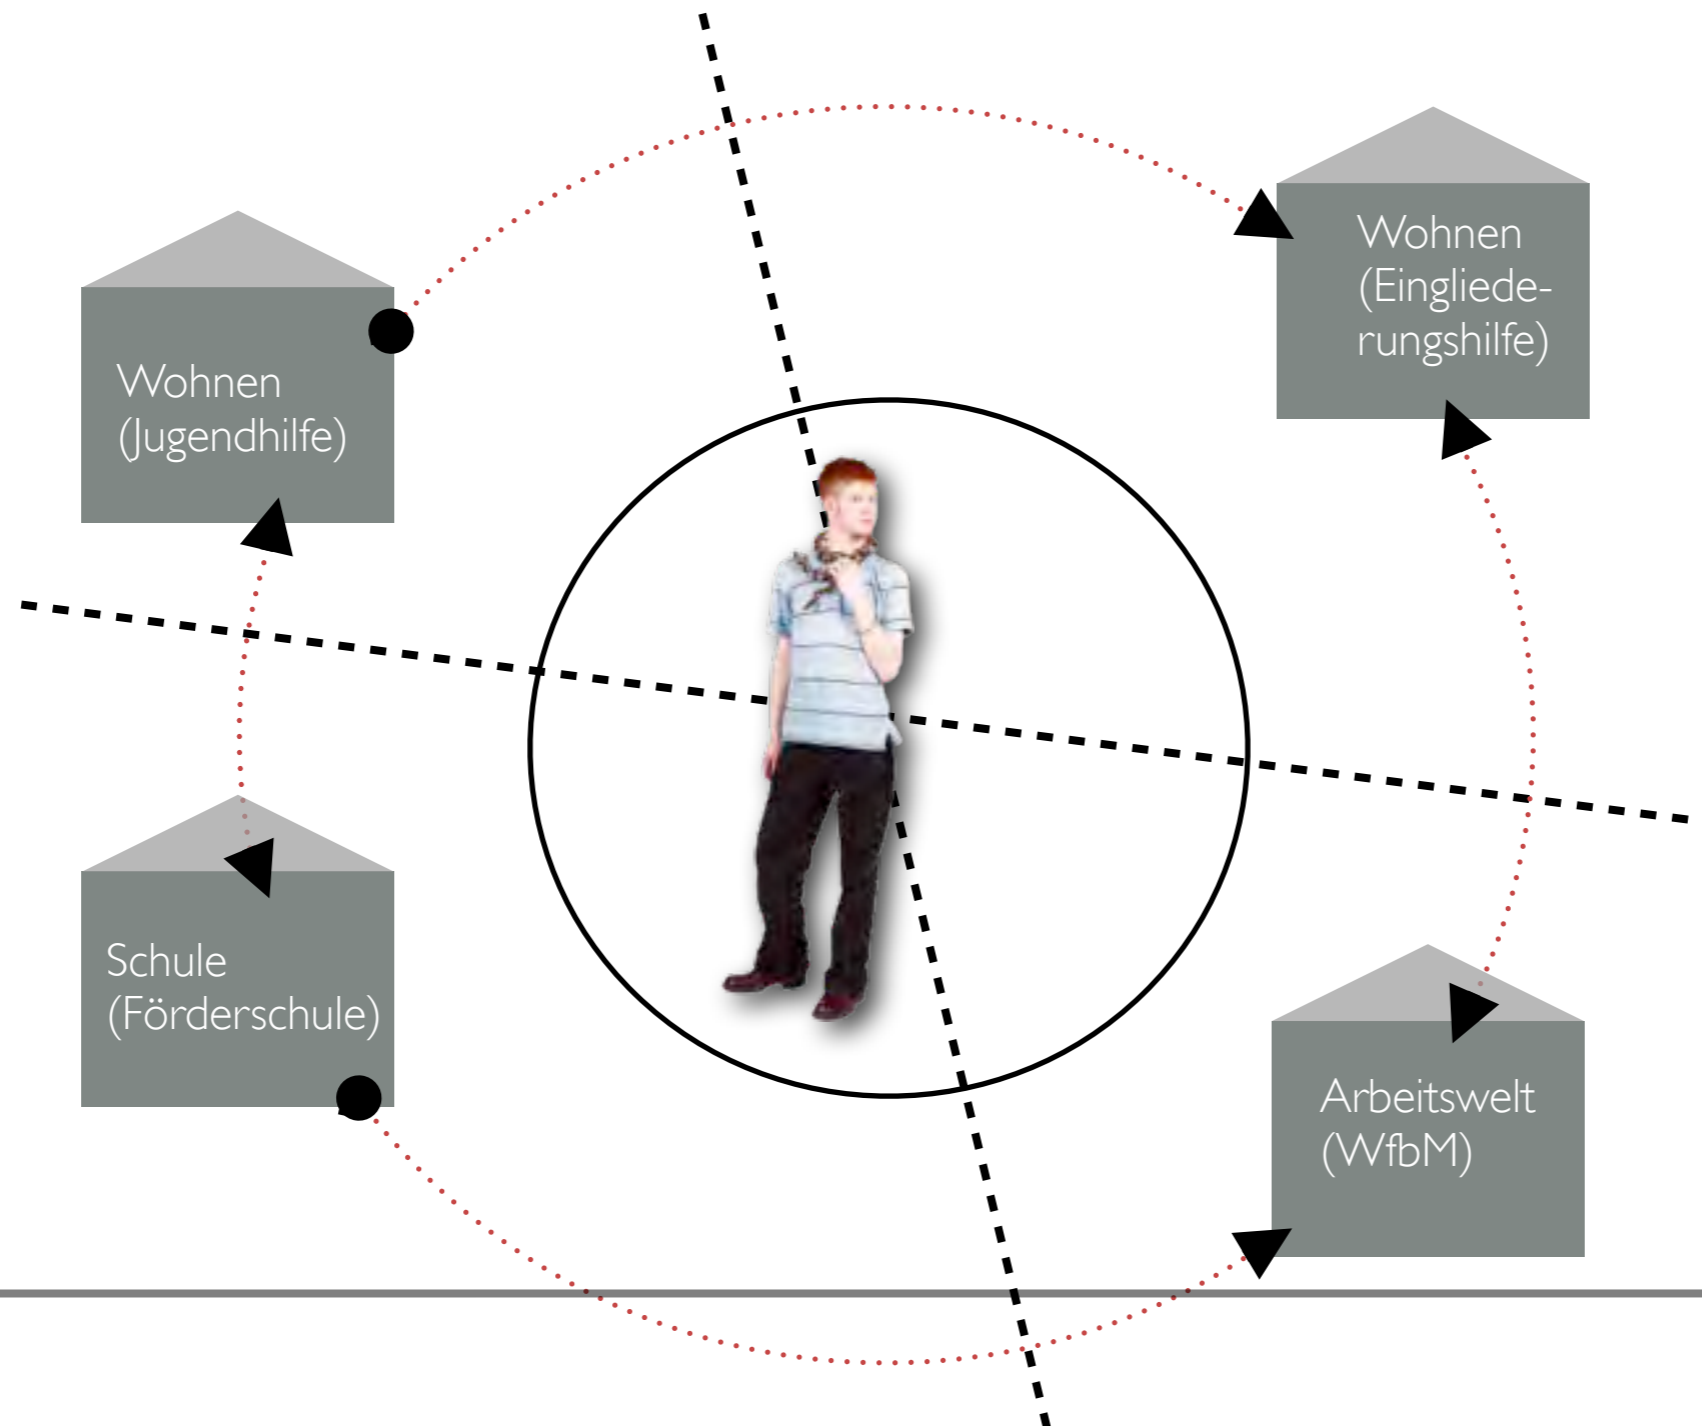 Wohnen
(Jugendhilfe)
Wohnen
(Eingliede-
rungshilfe)
Schule
(Förderschule)
Arbeitswelt
(WfbM)